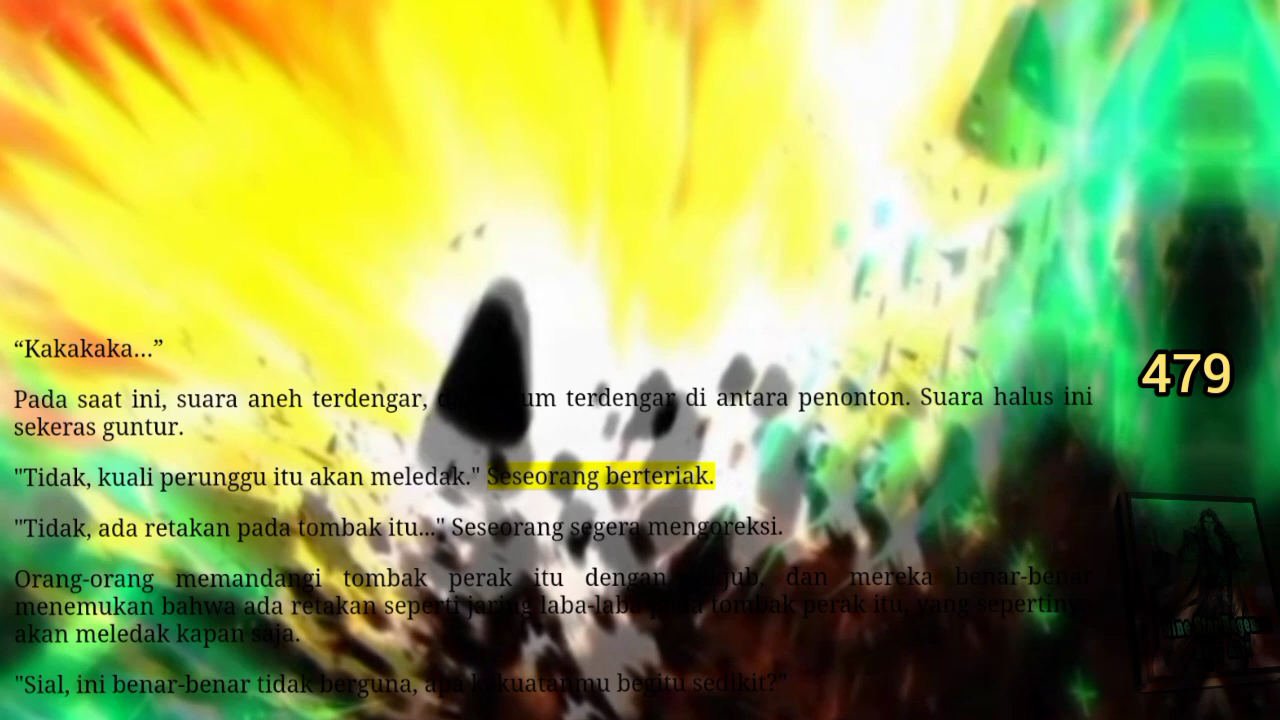 “Kakakaka...”
Pada saat ini, suara aneh terdengar, terdengar di antara penonton. Suara halus ini
sekeras guntur.
"Tidak, kuali perunggu itu akan meledak." Seseorang berteriak.
479
"Tidak, ada retakan pada tombak itu..." Seseorang segera mengoreksi.
Orang-orang memandangi tombak perak itu dengan dan mereka benar-benar
menemukan bahwa ada retakan seperti jaring laba-laba pada tombak perak itu, yang sepertinya
akan meledak kapan saja.
"Sial, ini benar-benar tidak berguna, apa kekuatanmu begitu sedikit?"